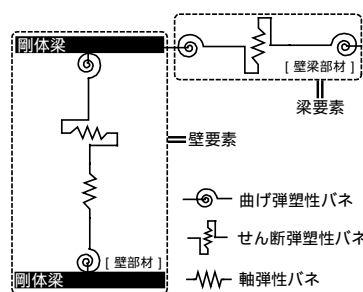 剛体梁
[ 壁梁部材 ]
梁要素
壁要素
曲げ弾塑性バネ
せん断弾塑性バネ
[ 壁部材 ]
剛体梁
軸弾性バネ